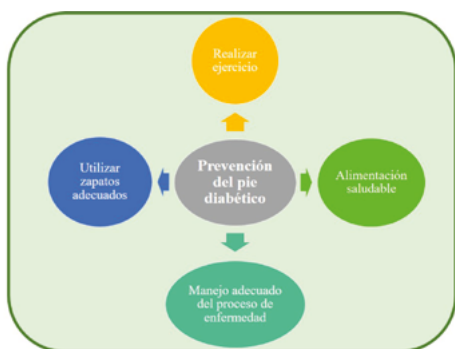 Realizar
ejercicio
Utilizar
zapatos
adecuados
Prevención
del pie
diabético
Alimentación
saludable
Manejo adecuado
del proceso de
enfermedad